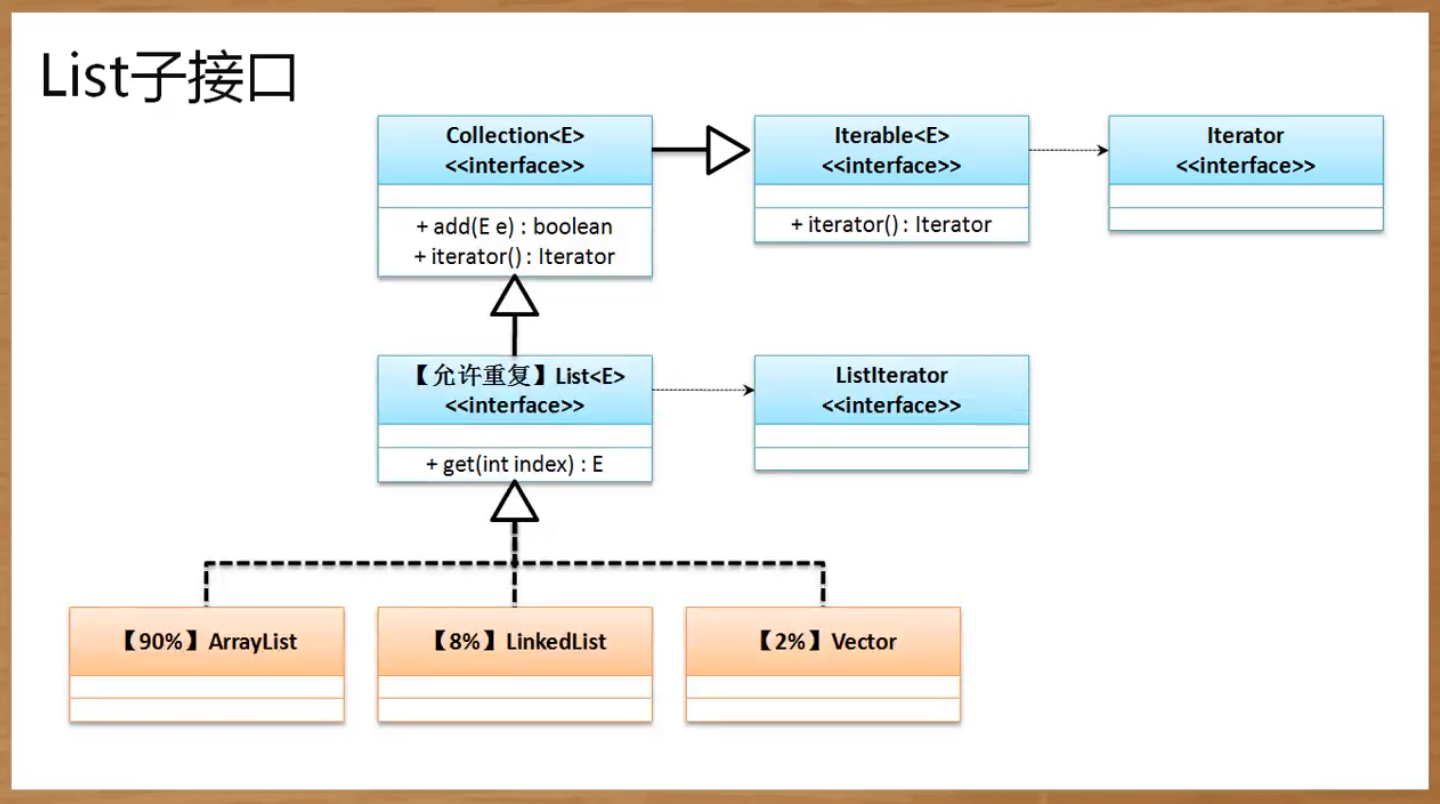 List子接口
Collection<E>
<<interface>>
+ add(E e) : boolean
+ iterator() : Iterator
Iterable<E>
<<interface>>
+ iterator() : Iterator
Iterator
<<interface>>
【允许重复】List<E>
<<interface>>
+ get(int index) : E
ListIterator
<<interface>>
【90%】ArrayList
【8%】LinkedList
【2%】Vector